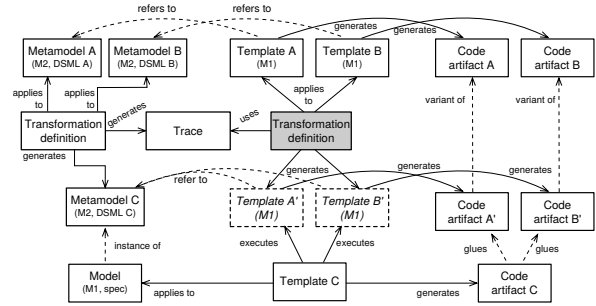 refers to
refers to
generates
generates
Metamodel A
(M2, DSML A)
Metamodel B
(M2, DSML B)
Template A
(M1)
Template B
(M1)
Code
artifact A
Code
artifact B
applies
to
applies
to
applies
to
variant of
variant of
Transformation
definition
generates
Trace
uses
Transformation
definition
generates
refer to
generates
generates
generates
Metamodel C
(M2, DSML C)
Template A'
(M1)
Template B'
(M1)
Code
artifact A'
Code
artifact B'
instance of
executes
executes
glues
glues
Model
(M1, spec)
applies to
Template C
generates
Code
artifact C